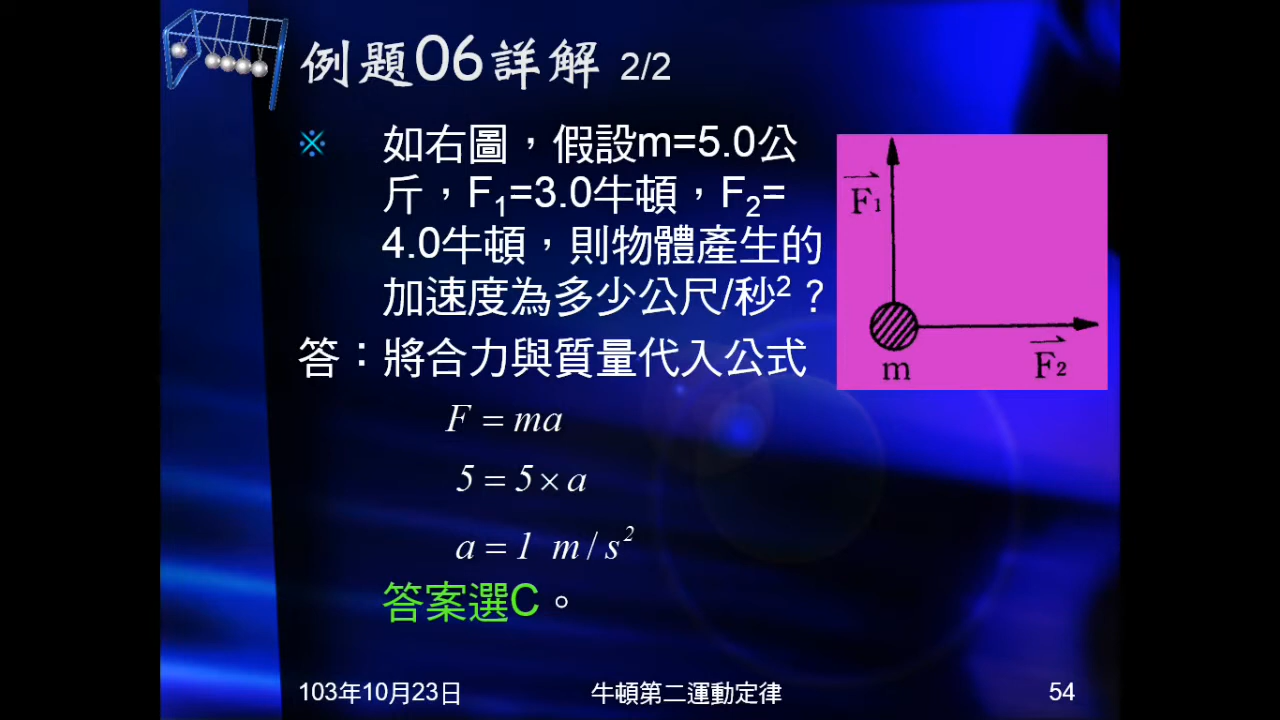 例題06詳解 2/2
※ 如右圖，假設m=5.0公
斤，F₁=3.0牛頓，F₂=
4.0牛頓，則物體產生的
加速度為多少公尺/秒²？
答：將合力與質量代入公式
F = ma
5 = 5 × a
a = 1 m / s²
答案選C。
F₁
m
F₂
103年10月23日 牛頓第二運動定律 54